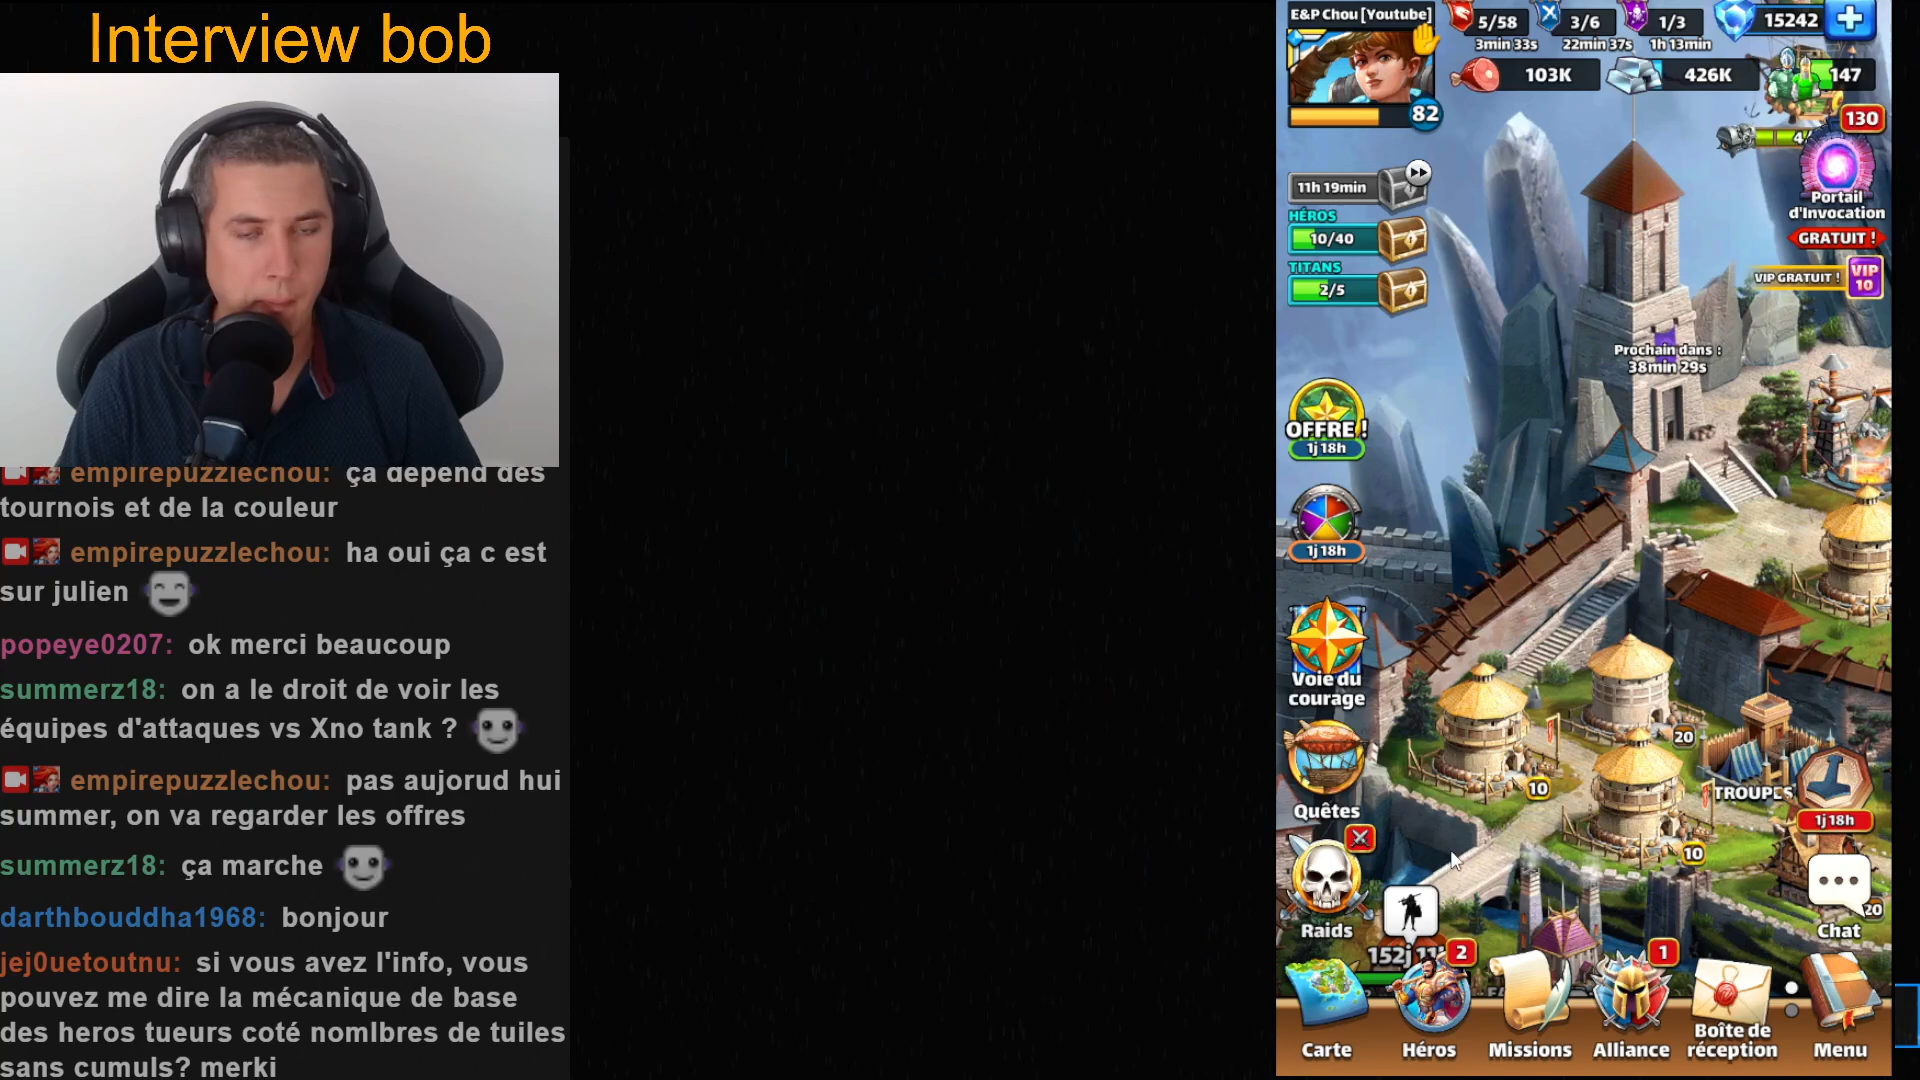 Interview bob
empirepuzzlechou: ça dépend des
tournois et de la couleur
empirepuzzlechou: ha oui ça c est
sur julien
popeye0207: ok merci beaucoup
summerz18: on a le droit de voir les
équipes d'attaques vs Xno tank ?
empirepuzzlechou: pas aujorud hui
summer, on va regarder les offres
summerz18: ça marche
darthbouddha1968: bonjour
jej0uetoutnu: si vous avez l'info, vous
pouvez me dire la mécanique de base
des heros tueurs coté nomlbres de tuiles
sans cumuls? merki
E&P Chou [Youtube]
82
5/58
3min 33s
3/6
22min 37s
1/3
1h 13min
15242
103K
426K
147
130
4/
11h 19min
HÉROS
10/40
TITANS
2/5
Portail
d'Invocation
GRATUIT !
VIP GRATUIT !
VIP
10
Prochain dans :
38min 29s
OFFRE !
1j 18h
1j 18h
Voie du
courage
Quêtes
Raids
20
10
10
TROUPES
1j 18h
20
Chat
152j 11
2
1
Carte
Héros
Missions
Alliance
Boîte de
réception
Menu